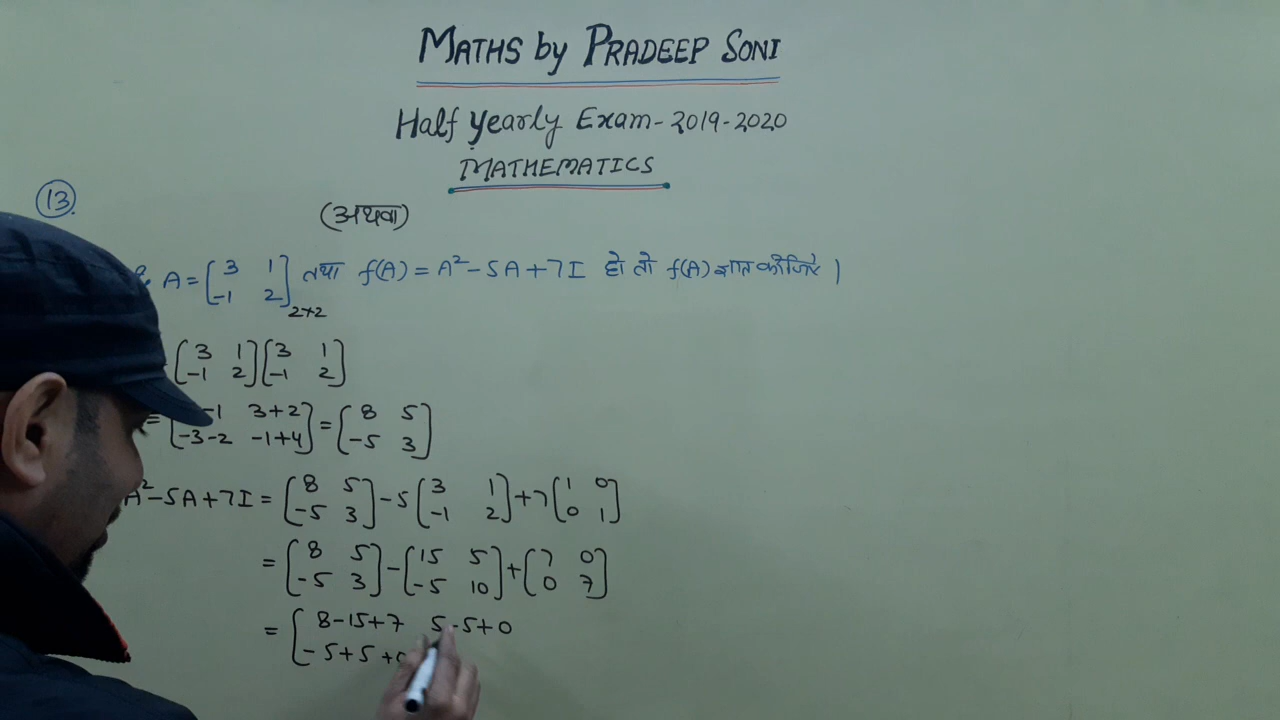 MATHS by PRADEEP SONI
Half Yearly Exam-2019-2020
MATHEMATICS
13.
(अथवा)
A = [3 1 -1 2]2×2 तथा f(A) = A² - 5A + 7I हो तो f(A) ज्ञात कीजिए।
[3 1 -1 2][3 1 -1 2]
= [-1 3+2 -3-2 -1+4] = [8 5 -5 3]
A² - 5A + 7I = [8 5 -5 3] - 5[3 1 -1 2] + 7[1 0 0 1]
= [8 5 -5 3] - [15 5 -5 10] + [7 0 0 7]
= [8-15+7 5-5+0
-5+5+